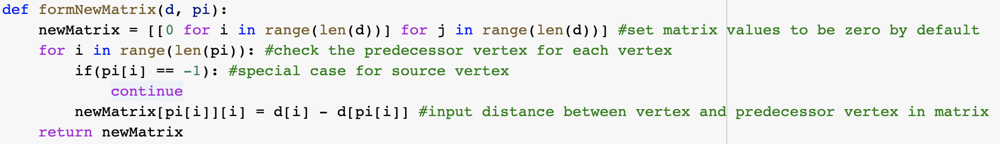 def formNewMatrix(d, pi):
    newMatrix = [[0 for i in range(len(d))] for j in range(len(d))] #set matrix values to be zero by default
    for i in range(len(pi)): #check the predecessor vertex for each vertex
        if(pi[i] == -1): #special case for source vertex
            continue
        newMatrix[pi[i]][i] = d[i] - d[pi[i]] #input distance between vertex and predecessor vertex in matrix
    return newMatrix